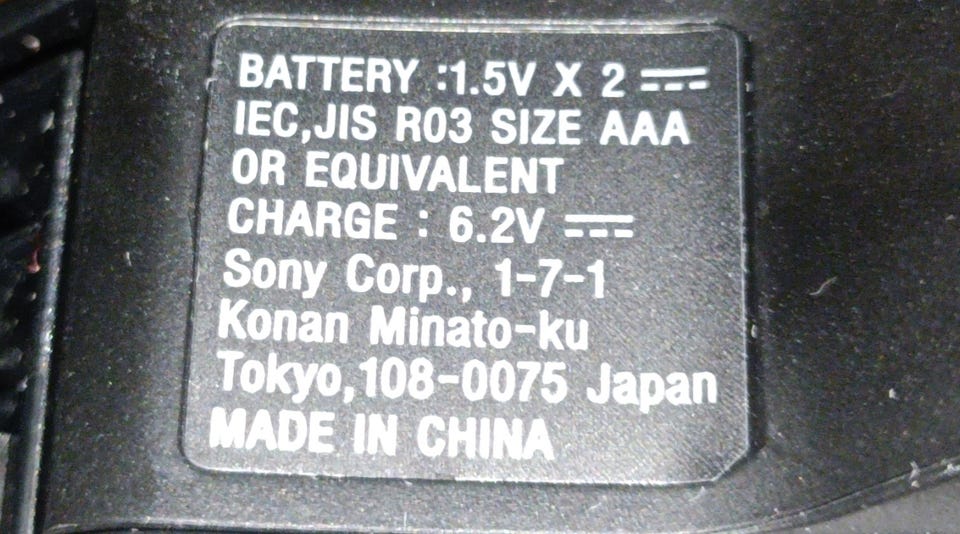 BATTERY :1.5V X 2 ⎓
IEC,JIS R03 SIZE AAA
OR EQUIVALENT
CHARGE : 6.2V ⎓
Sony Corp., 1-7-1
Konan Minato-ku
Tokyo,108-0075 Japan
MADE IN CHINA